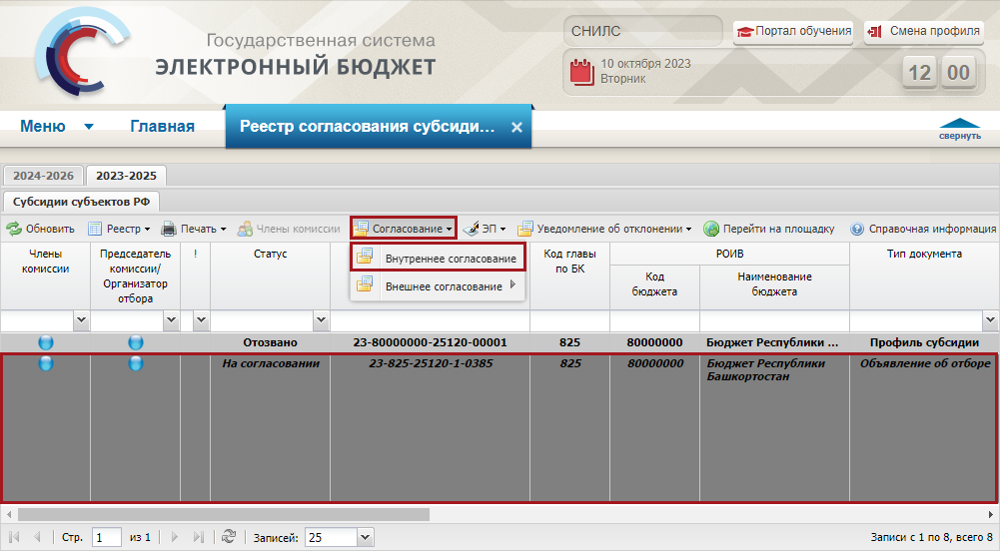 Государственная система
ЭЛЕКТРОННЫЙ БЮДЖЕТ
СНИЛС
Портал обучения
Смена профиля
10 октября 2023
Вторник
12 00
Меню
Главная
Реестр согласования субсиди...
свернуть
2024-2026
2023-2025
Субсидии субъектов РФ
Обновить
Реестр
Печать
Члены комиссии
Согласование
ЭП
Уведомление об отклонении
Перейти на площадку
Справочная информация
Внутреннее согласование
Внешнее согласование
Члены
комиссии
Председатель
комиссии/
Организатор
отбора
!
Статус
Код главы
по БК
РОИВ
Код
бюджета
Наименование
бюджета
Тип документа
Отозвано 23-80000000-25120-00001 825 80000000 Бюджет Республики ... Профиль субсидии
На согласовании 23-825-25120-1-0385 825 80000000 Бюджет Республики
Башкортостан
Объявление об отборе
Стр. 1 из 1
Записей: 25
Записи с 1 по 8, всего 8